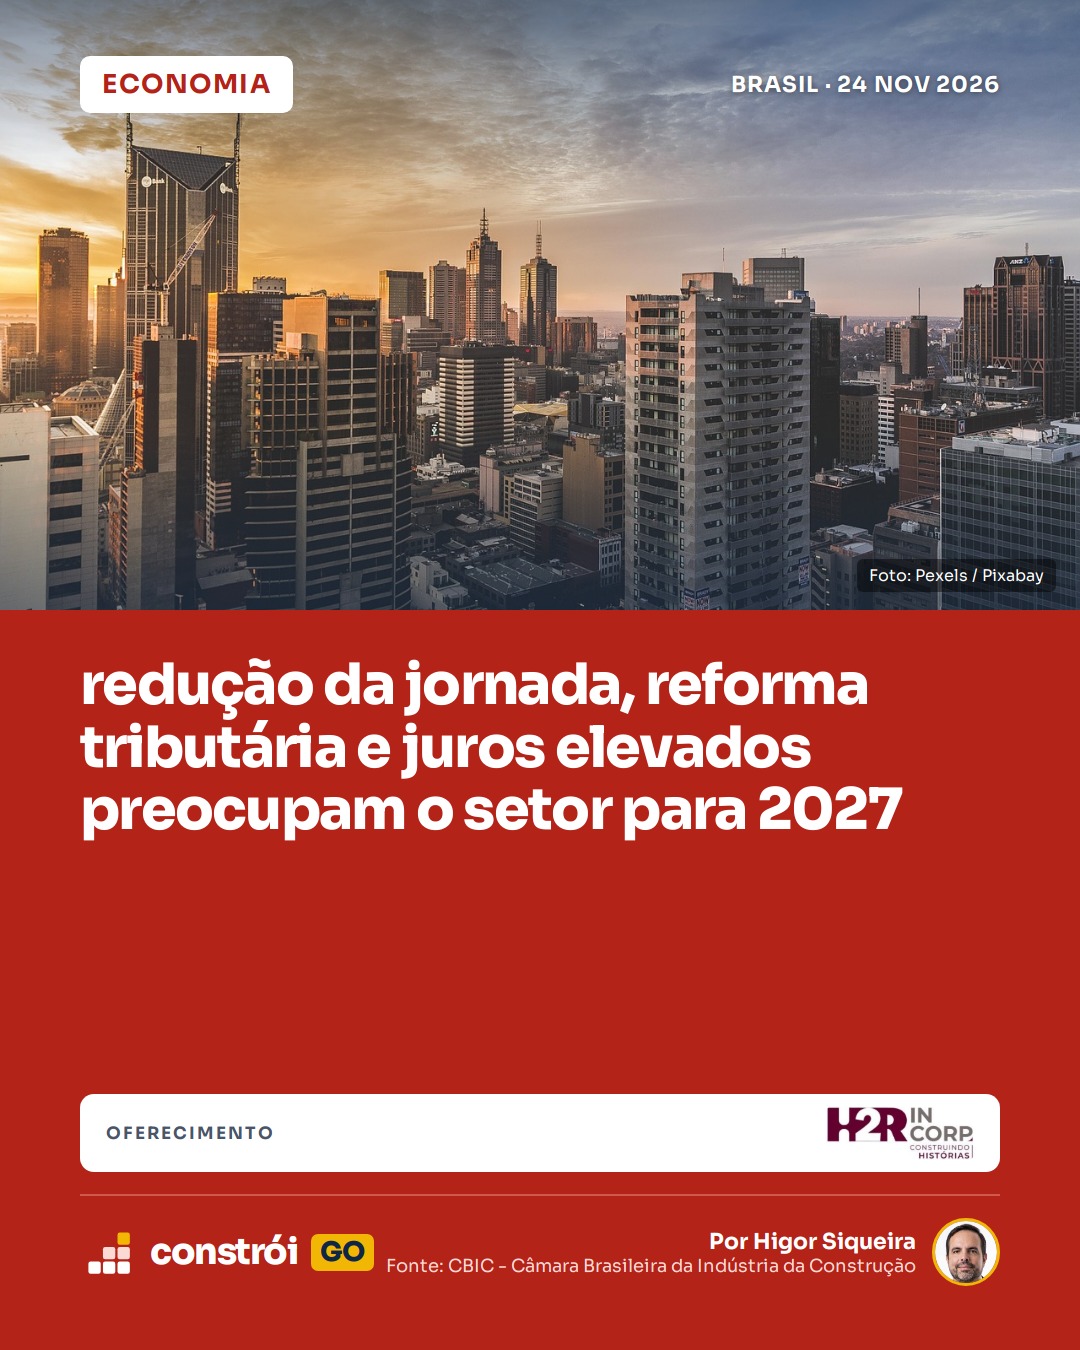 ECONOMIA
BRASIL · 24 NOV 2026
Foto: Pexels / Pixabay
redução da jornada, reforma
tributária e juros elevados
preocupam o setor para 2027
OFERECIMENTO
H2R IN
CORP.
CONSTRUINDO
HISTÓRIAS
constrói GO
Por Higor Siqueira
Fonte: CBIC - Câmara Brasileira da Indústria da Construção